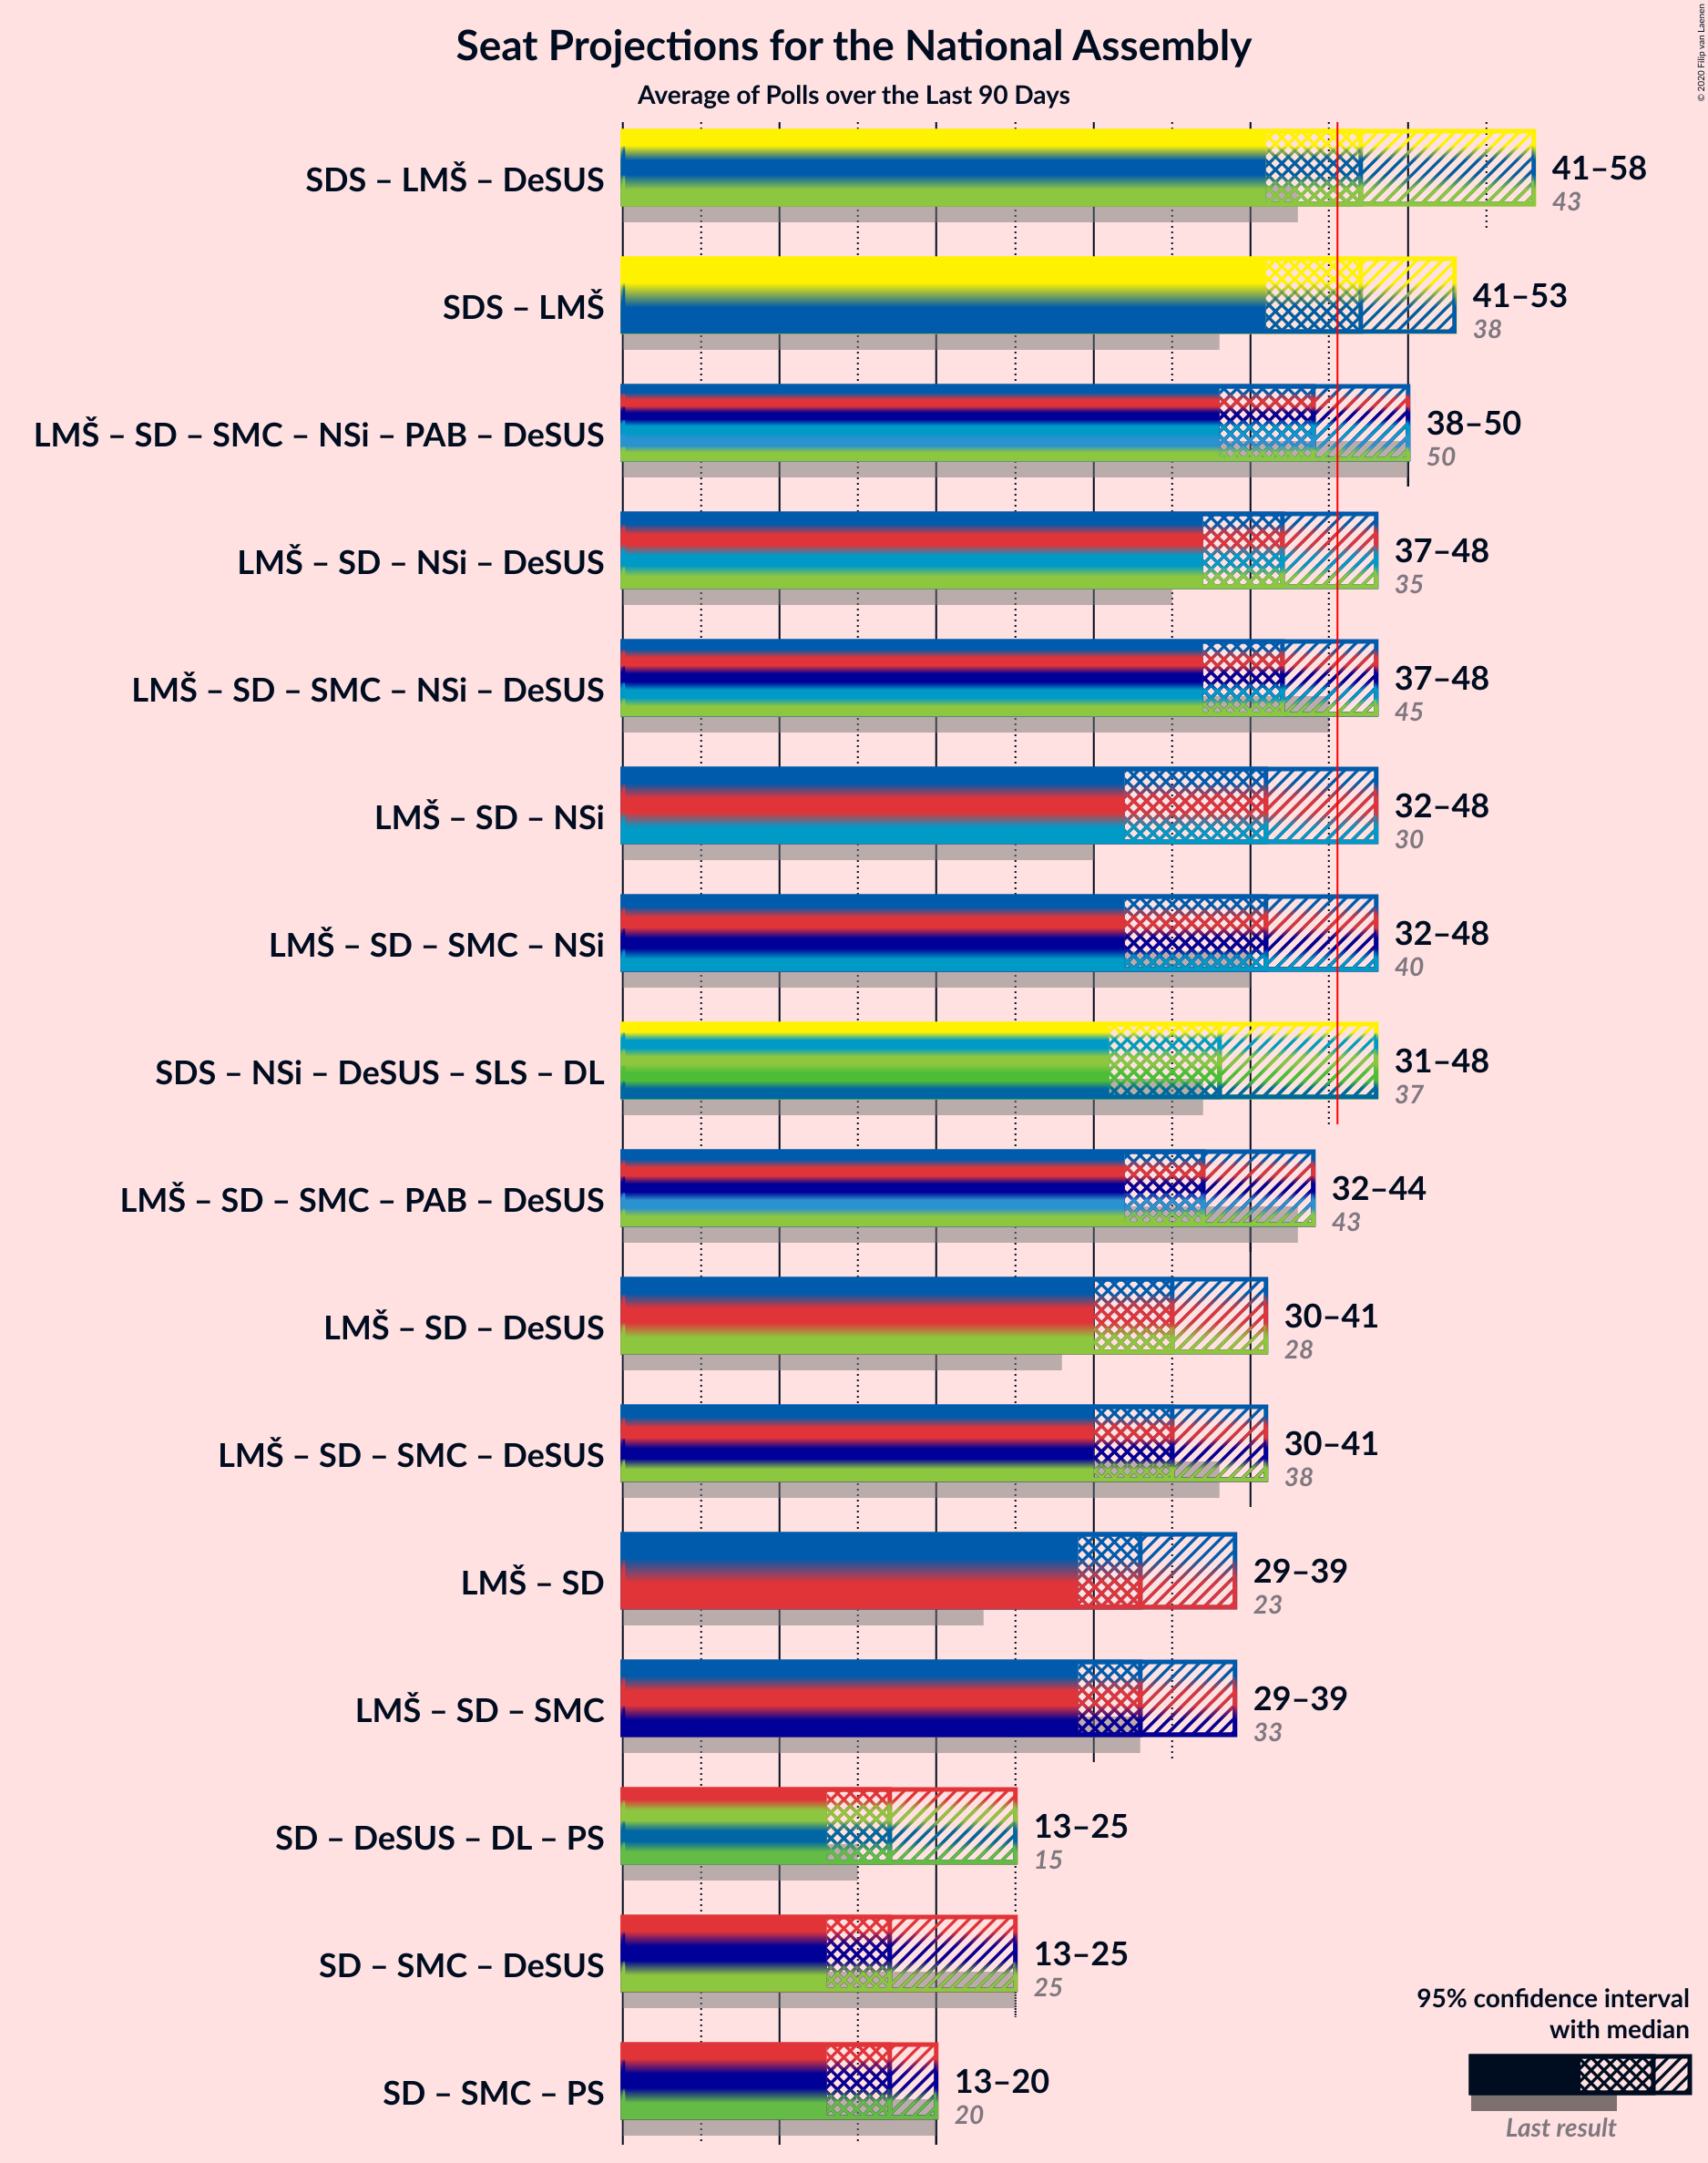 © 2020 Filip van Laenen
Seat Projections for the National Assembly
Average of Polls over the Last 90 Days
SDS – LMŠ – DeSUS
41–58
43
SDS – LMŠ
41–53
38
LMŠ – SD – SMC – NSi – PAB – DeSUS
38–50
50
LMŠ – SD – NSi – DeSUS
37–48
35
LMŠ – SD – SMC – NSi – DeSUS
37–48
45
LMŠ – SD – NSi
32–48
30
LMŠ – SD – SMC – NSi
32–48
40
SDS – NSi – DeSUS – SLS – DL
31–48
37
LMŠ – SD – SMC – PAB – DeSUS
32–44
43
LMŠ – SD – DeSUS
30–41
28
LMŠ – SD – SMC – DeSUS
30–41
38
LMŠ – SD
29–39
23
LMŠ – SD – SMC
29–39
33
SD – DeSUS – DL – PS
13–25
15
SD – SMC – DeSUS
13–25
25
SD – SMC – PS
13–20
20
95% confidence interval
with median
Last result